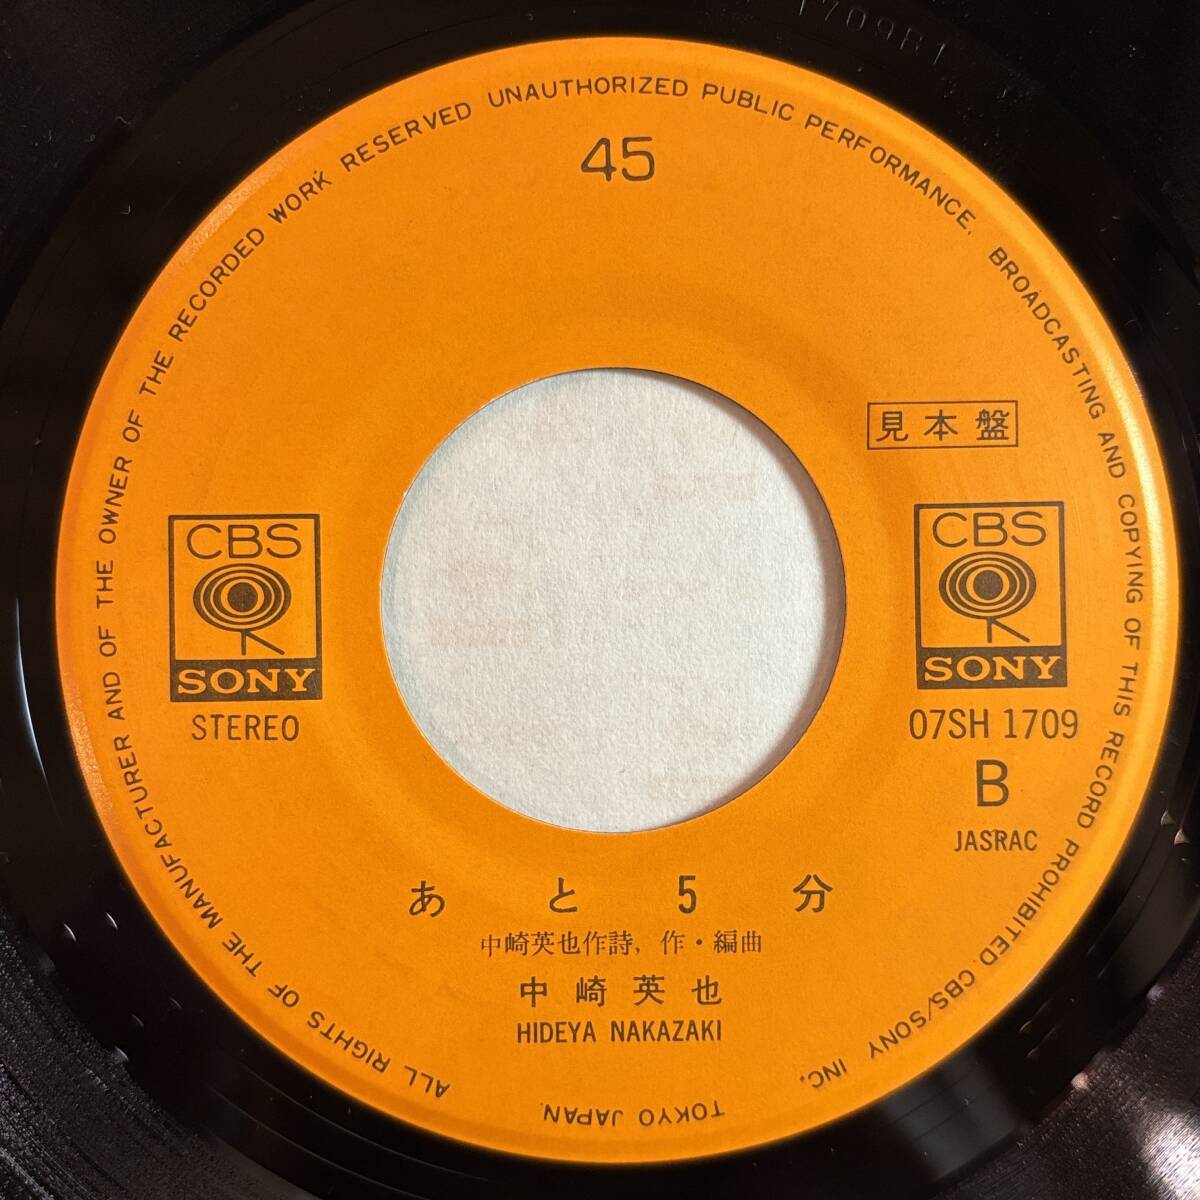 1709B1
ALL RIGHTS OF THE MANUFACTURER AND OF THE OWNER OF THE RECORDED WORK RESERVED UNAUTHORIZED PUBLIC PERFORMANCE, BROADCASTING AND COPYING OF THIS RECORD PROHIBITED. CBS/SONY INC. TOKYO JAPAN.
45
見本盤
CBS
SONY
STEREO
CBS
SONY
07SH 1709
B
JASRAC
あと5分
中崎英也作詩, 作・編曲
中崎英也
HIDEYA NAKAZAKI